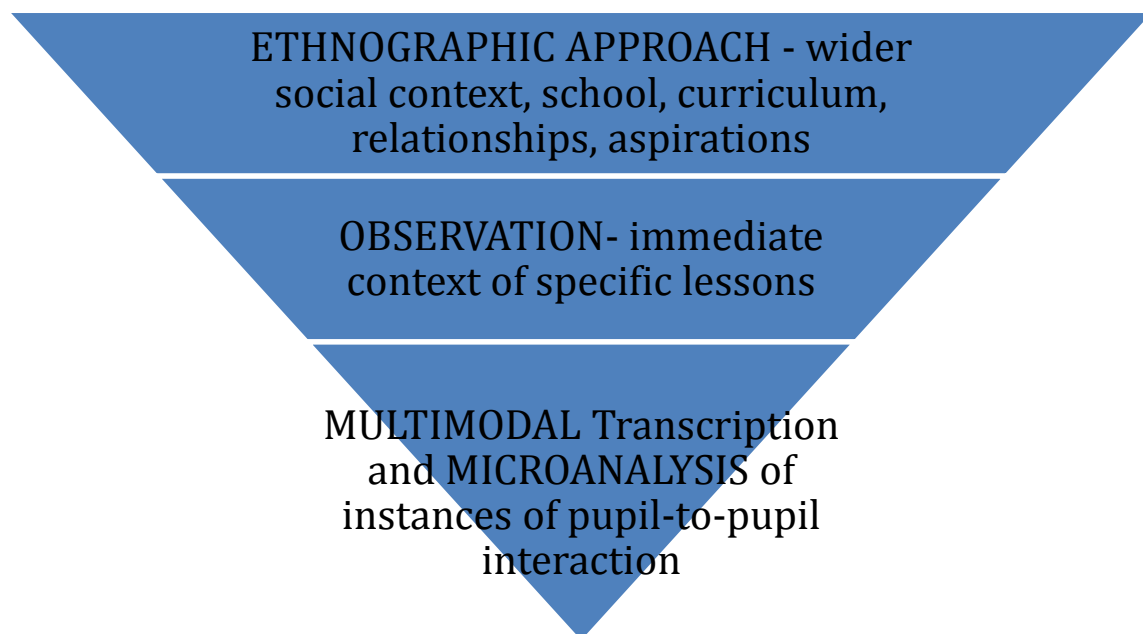 ETHNOGRAPHIC APPROACH - wider
social context, school, curriculum,
relationships, aspirations
OBSERVATION- immediate
context of specific lessons
MULTIMODAL Transcription
and MICROANALYSIS of
instances of pupil-to-pupil
interaction